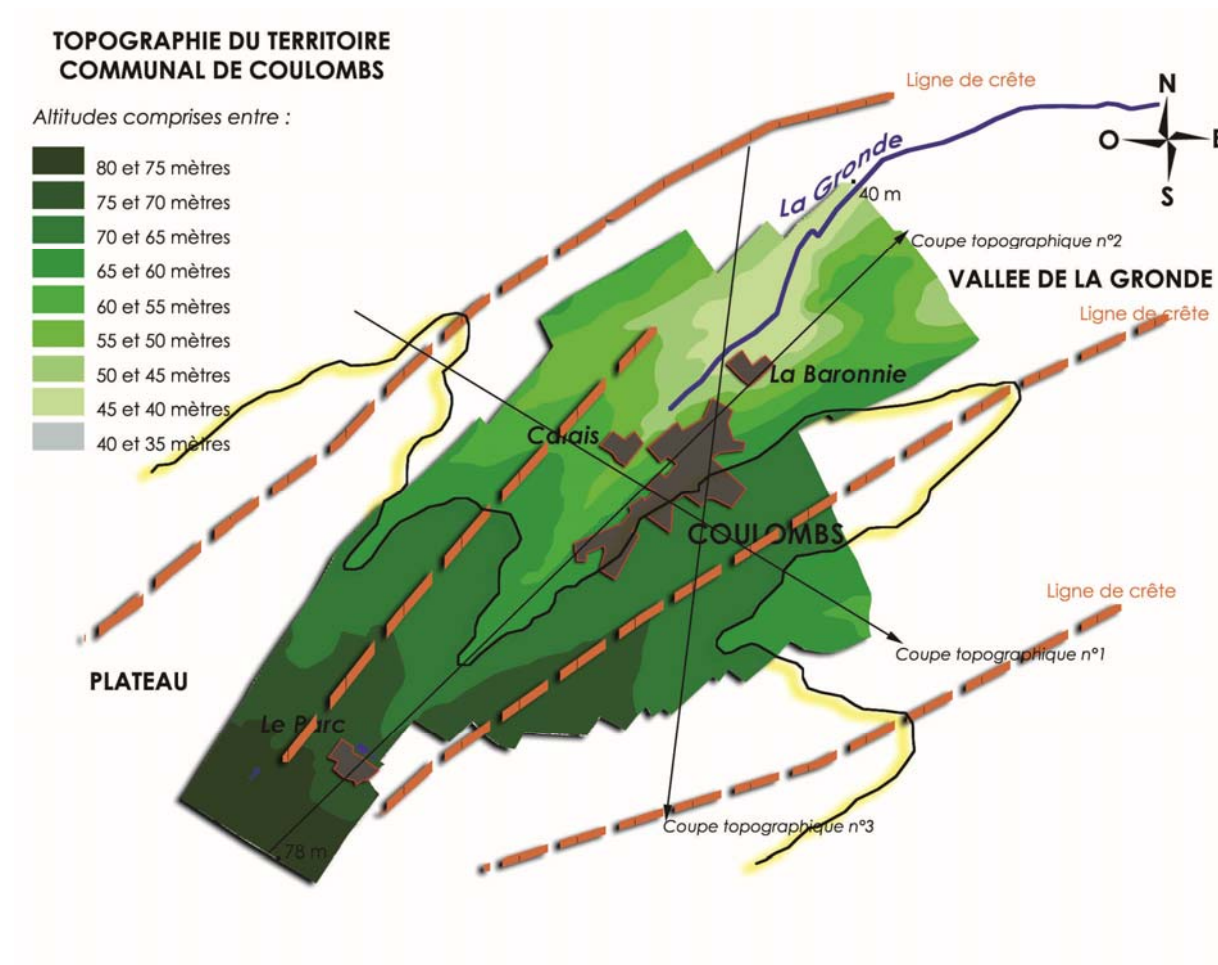 TOPOGRAPHIE DU TERRITOIRE
COMMUNAL DE COULOMBS
Altitudes comprises entre :
80 et 75 mètres
75 et 70 mètres
70 et 65 mètres
65 et 60 mètres
60 et 55 mètres
55 et 50 mètres
50 et 45 mètres
45 et 40 mètres
40 et 35 mètres
Ligne de crête
N
O
E
S
La Gronde
40 m
Coupe topographique n°2
VALLEE DE LA GRONDE
Ligne de crête
La Baronnie
Calais
COULOMBS
Ligne de crête
Coupe topographique n°1
PLATEAU
Le Parc
Coupe topographique n°3
78 m